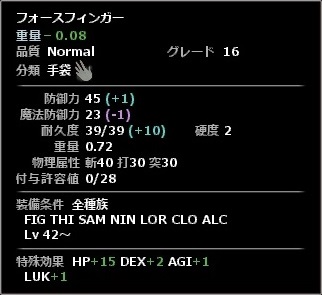 フォースフィンガー
重量 − 0.08
品質 Normal グレード 16
分類 手袋
防御力 45 (+1)
魔法防御力 23 (-1)
耐久度 39/39 (+10) 硬度 2
重量 0.72
物理属性 斬40 打30 突30
付与許容値 0/28
装備条件 全種族
FIG THI SAM NIN LOR CLO ALC
Lv 42～
特殊効果 HP+15 DEX+2 AGI+1
LUK+1